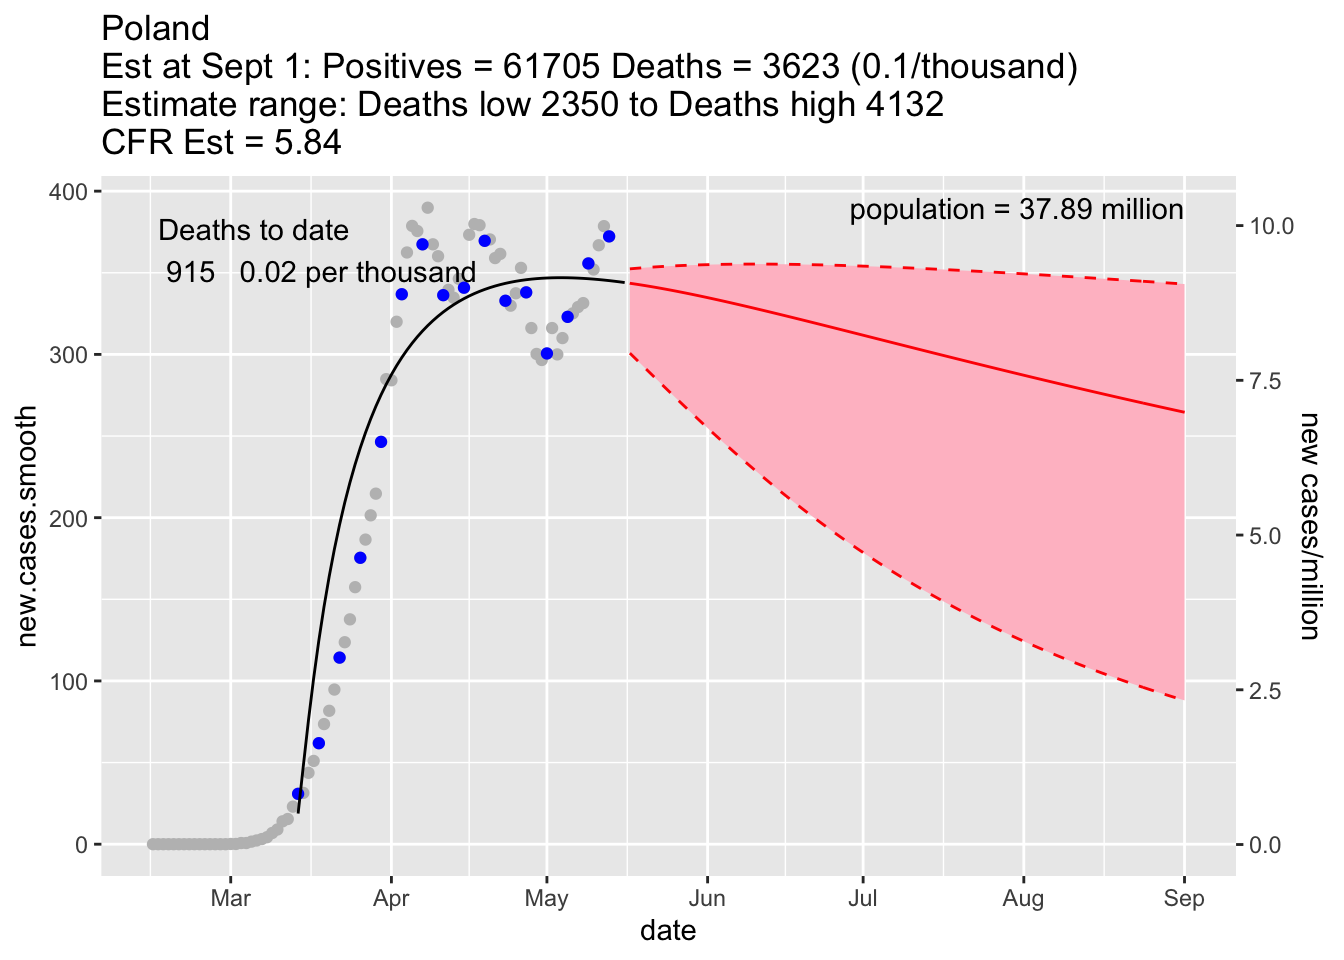 Poland
Est at Sept 1: Positives = 61705 Deaths = 3623 (0.1/thousand)
Estimate range: Deaths low 2350 to Deaths high 4132
CFR Est = 5.84
400
300
200
100
0
new.cases.smooth
Deaths to date
915 0.02 per thousand
population = 37.89 million
10.0
7.5
5.0
2.5
0.0
new cases/million
Mar Apr May Jun Jul Aug Sep
date